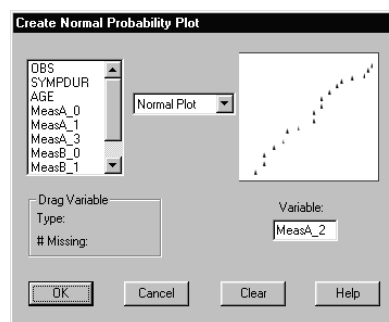 Create Normal Probability Plot
OBS
SYMPDUR
AGE
MeasA_0
MeasA_1
MeasA_3
MeasB_0
MeasB_1
Normal Plot
Drag Variable
Type:
# Missing:
Variable:
MeasA_2
OK
Cancel
Clear
Help